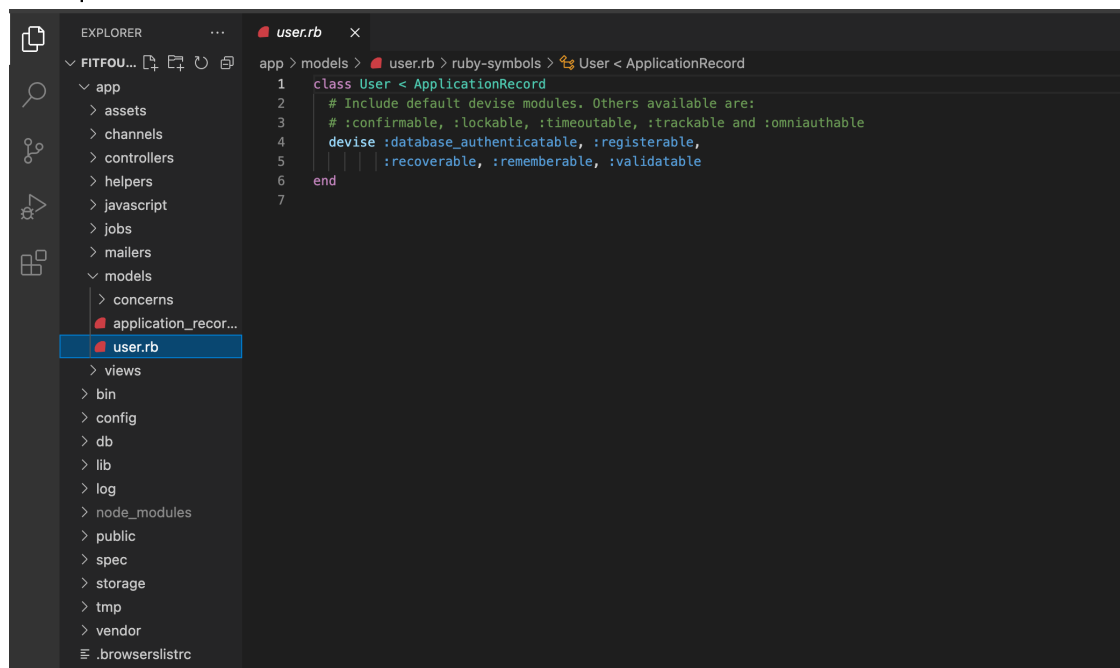 EXPLORER ...
FITFOU...
app
assets
channels
controllers
helpers
javascript
jobs
mailers
models
concerns
application_recor...
user.rb
views
bin
config
db
lib
log
node_modules
public
spec
storage
tmp
vendor
.browserslistrc
user.rb ×
app > models > user.rb > ruby-symbols > User < ApplicationRecord
1 class User < ApplicationRecord
2 # Include default devise modules. Others available are:
3 # :confirmable, :lockable, :timeoutable, :trackable and :omniauthable
4 devise :database_authenticatable, :registerable,
5 :recoverable, :rememberable, :validatable
6 end
7